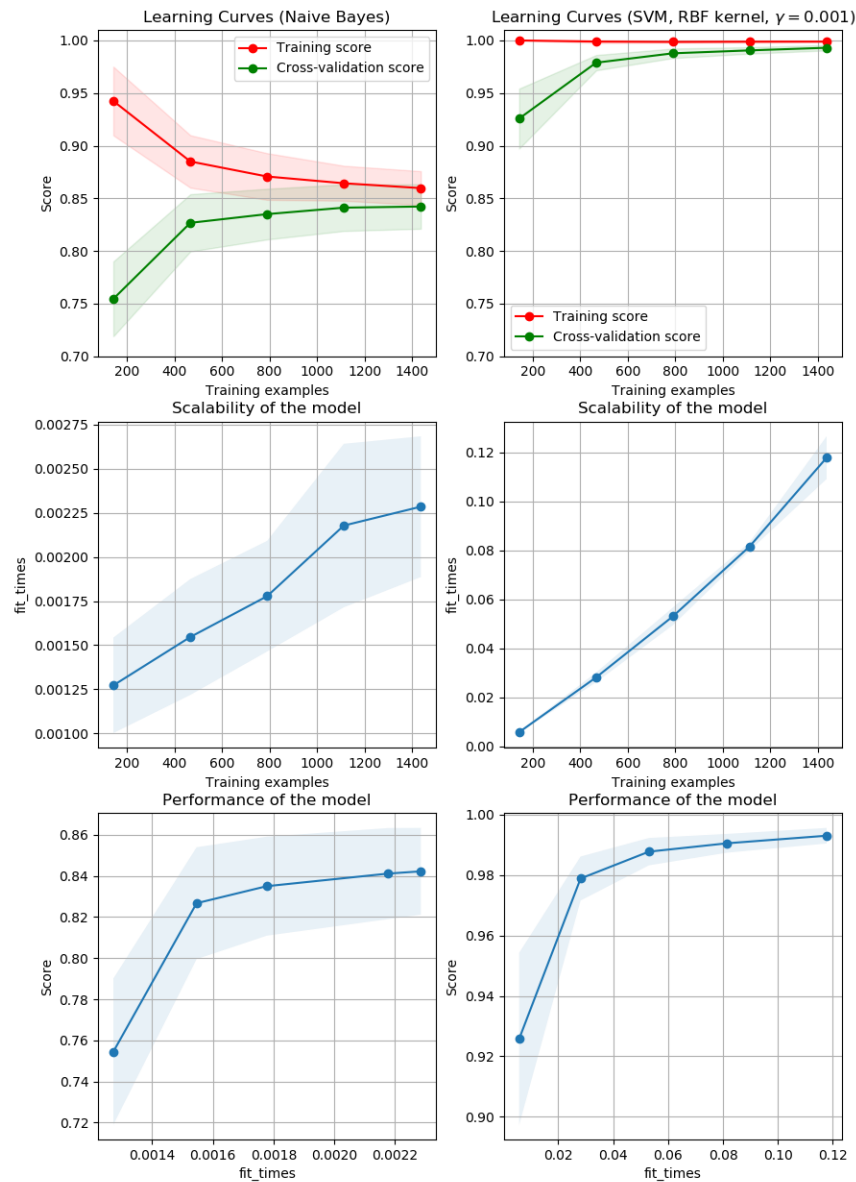 Learning Curves (Naive Bayes)
1.00
0.95
0.90
0.85
0.80
0.75
0.70
Score
Training score
Cross-validation score
200 400 600 800 1000 1200 1400
Training examples
Learning Curves (SVM, RBF kernel, γ = 0.001)
1.00
0.95
0.90
0.85
0.80
0.75
0.70
Score
Training score
Cross-validation score
200 400 600 800 1000 1200 1400
Training examples
Scalability of the model
0.00275
0.00250
0.00225
0.00200
0.00175
0.00150
0.00125
0.00100
fit_times
200 400 600 800 1000 1200 1400
Training examples
Scalability of the model
0.12
0.10
0.08
0.06
0.04
0.02
0.00
fit_times
200 400 600 800 1000 1200 1400
Training examples
Performance of the model
0.86
0.84
0.82
0.80
0.78
0.76
0.74
0.72
Score
0.0014 0.0016 0.0018 0.0020 0.0022
fit_times
Performance of the model
1.00
0.98
0.96
0.94
0.92
0.90
Score
0.02 0.04 0.06 0.08 0.10 0.12
fit_times